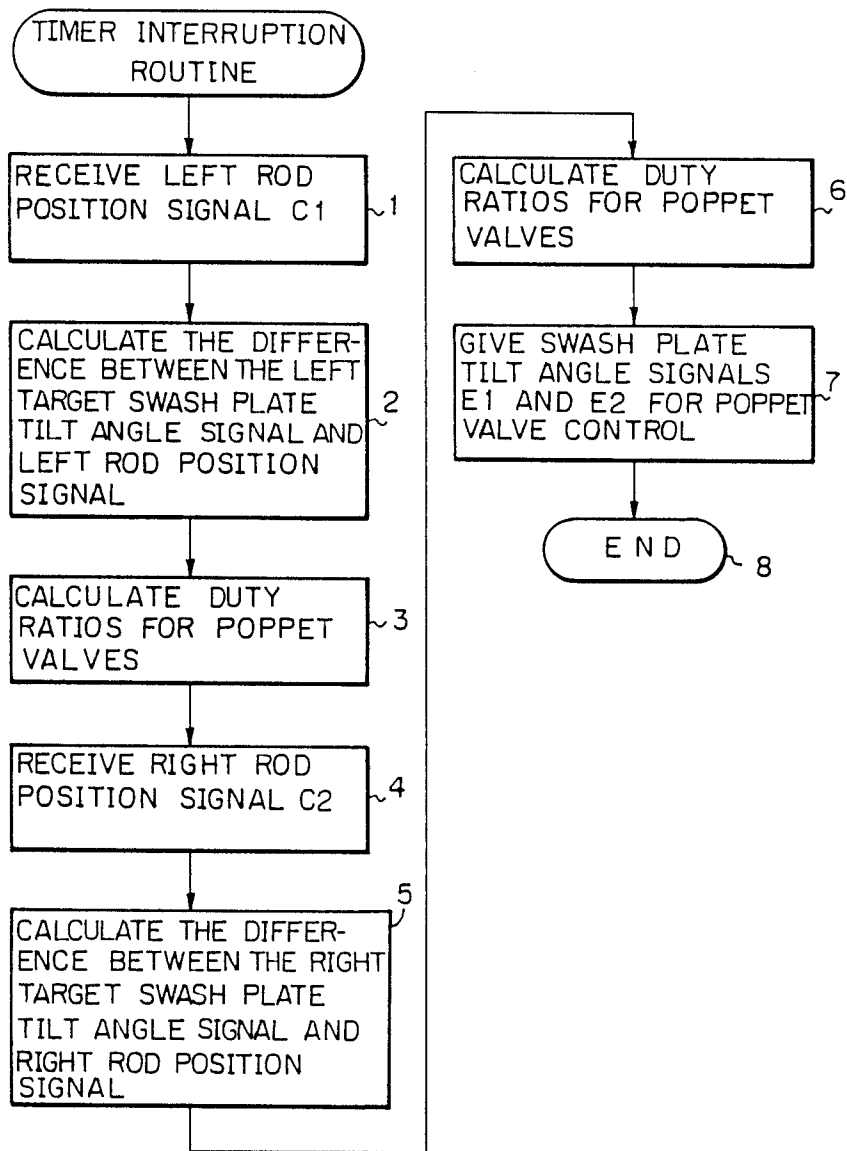 TIMER INTERRUPTION
ROUTINE
RECEIVE LEFT ROD
POSITION SIGNAL C1
1
CALCULATE THE DIFFER-
ENCE BETWEEN THE LEFT
TARGET SWASH PLATE
TILT ANGLE SIGNAL AND
LEFT ROD POSITION
SIGNAL
2
CALCULATE DUTY
RATIOS FOR POPPET
VALVES
3
RECEIVE RIGHT ROD
POSITION SIGNAL C2
4
5
CALCULATE THE DIFFER-
ENCE BETWEEN THE RIGHT
TARGET SWASH PLATE
TILT ANGLE SIGNAL AND
RIGHT ROD POSITION
SIGNAL
CALCULATE DUTY
RATIOS FOR POPPET
VALVES
6
GIVE SWASH PLATE
TILT ANGLE SIGNALS
E1 AND E2 FOR POPPET
VALVE CONTROL
7
END
8